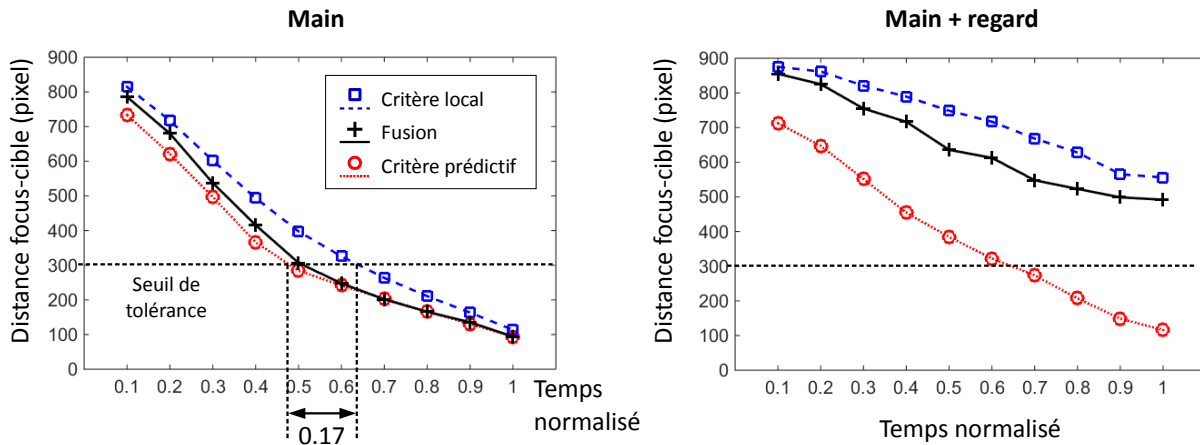 Main
Distance focus-cible (pixel)
900
800
700
600
500
400
300
200
100
0
Critère local
Fusion
Critère prédictif
Seuil de
tolérance
0.1 0.2 0.3 0.4 0.5 0.6 0.7 0.8 0.9 1
Temps
normalisé
0.17
Main + regard
Distance focus-cible (pixel)
900
800
700
600
500
400
300
200
100
0
0.1 0.2 0.3 0.4 0.5 0.6 0.7 0.8 0.9 1
Temps normalisé